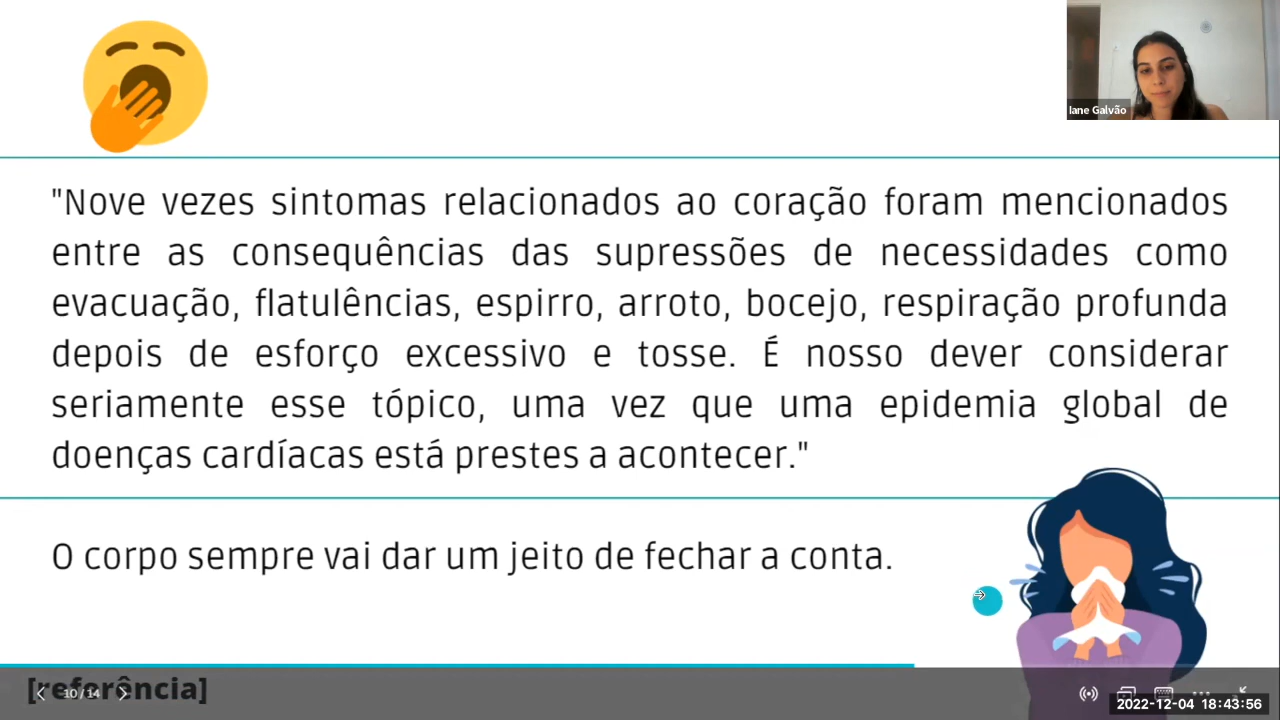 Iane Galvão
"Nove vezes sintomas relacionados ao coração foram mencionados
entre as consequências das supressões de necessidades como
evacuação, flatulências, espirro, arroto, bocejo, respiração profunda
depois de esforço excessivo e tosse. É nosso dever considerar
seriamente esse tópico, uma vez que uma epidemia global de
doenças cardíacas está prestes a acontecer."
O corpo sempre vai dar um jeito de fechar a conta.
[referência]
10 / 14
2022-12-04 18:43:56